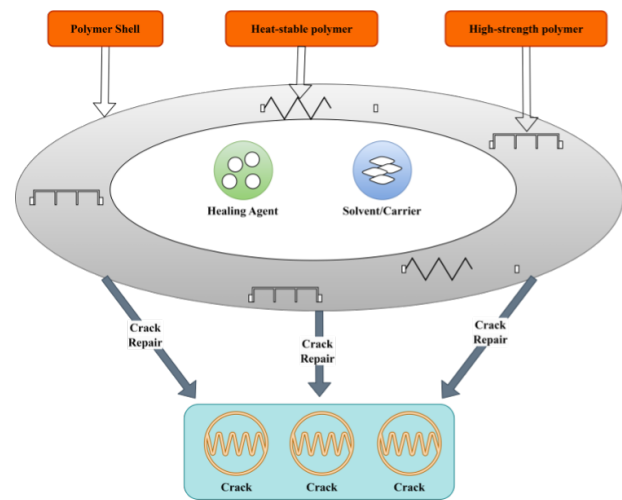 Polymer Shell
Heat-stable polymer
High-strength polymer
Healing Agent
Solvent/Carrier
Crack
Repair
Crack
Repair
Crack
Repair
Crack
Crack
Crack